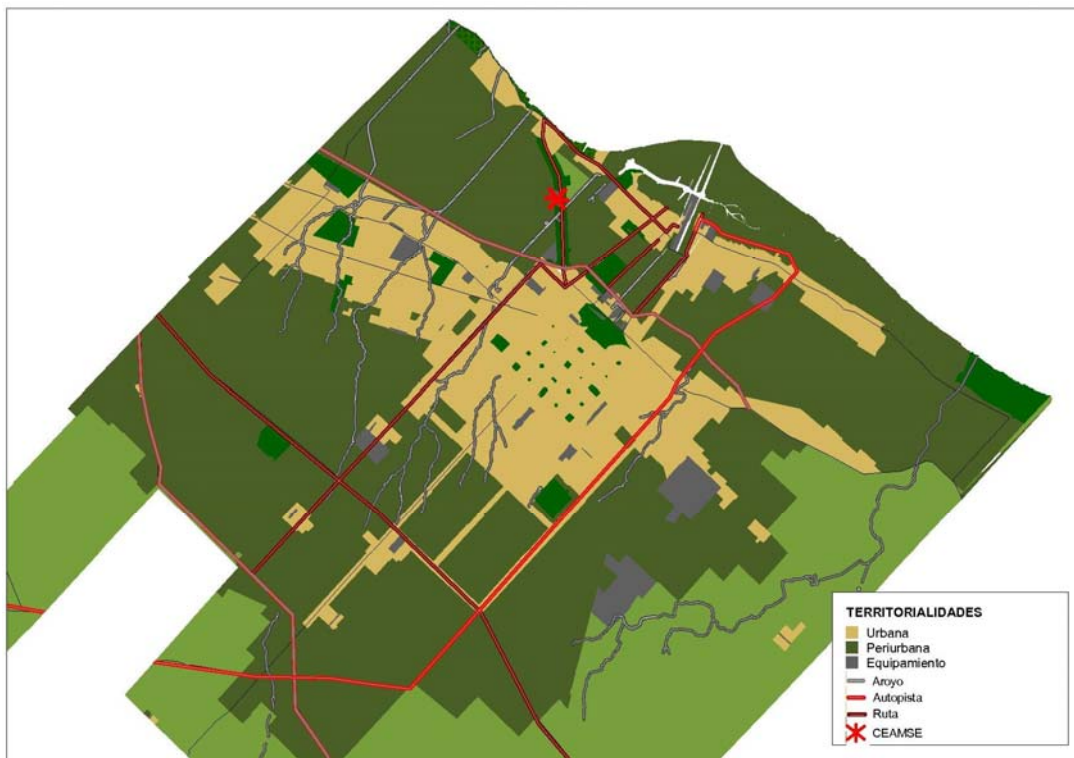 TERRITORIALIDADES
Urbana
Periurbana
Equipamiento
Aroyo
Autopista
Ruta
CEAMSE